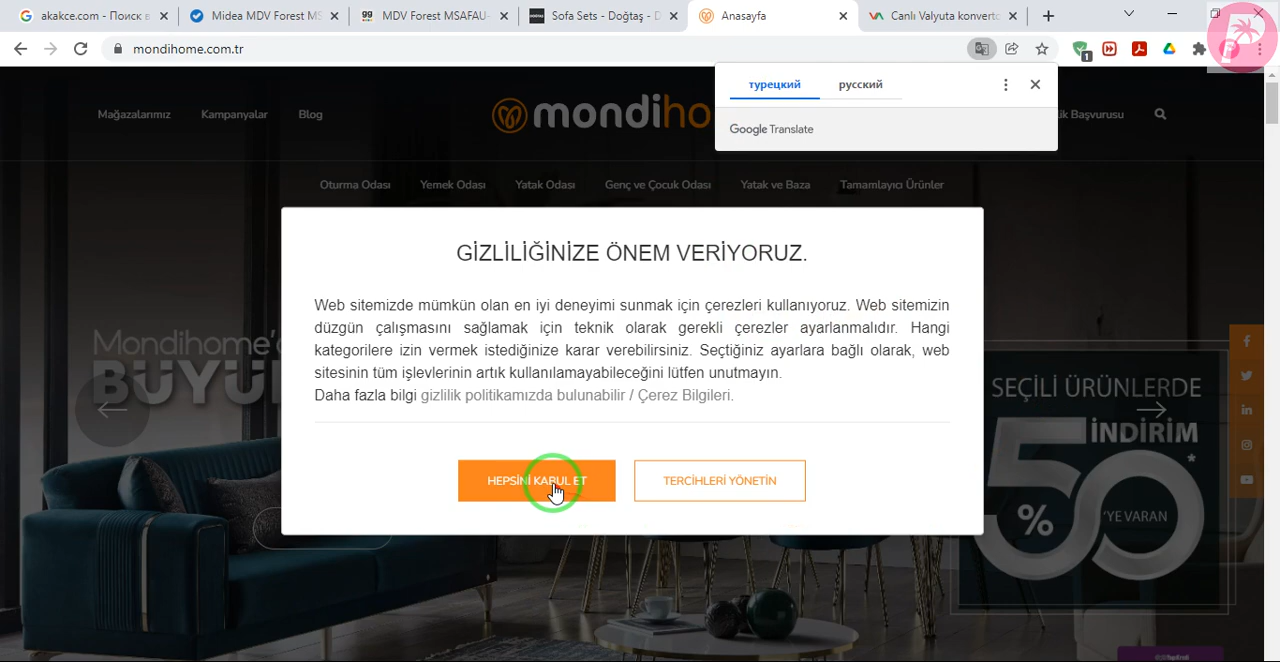 akakce.com - Поиск в
Midea MDV Forest MS
MDV Forest MSAFAU-
Sofa Sets - Doğtaş - D
Anasayfa
Canlı Valyuta konverto
mondihome.com.tr
1
турецкий
русский
Google Translate
Mağazalarımız
Kampanyalar
Blog
mondiho
lik Başvurusu
Oturma Odası
Yemek Odası
Yatak Odası
Genç ve Çocuk Odası
Yatak ve Baza
Tamamlayıcı Ürünler
GİZLİLİĞİNİZE ÖNEM VERİYORUZ.
Web sitemizde mümkün olan en iyi deneyimi sunmak için çerezleri kullanıyoruz. Web sitemizin
düzgün çalışmasını sağlamak için teknik olarak gerekli çerezler ayarlanmalıdır. Hangi
kategorilere izin vermek istediğinize karar verebilirsiniz. Seçtiğiniz ayarlara bağlı olarak, web
sitesinin tüm işlevlerinin artık kullanılamayabileceğini lütfen unutmayın.
Daha fazla bilgi gizlilik politikamızda bulunabilir / Çerez Bilgileri.
HEPSİNİ KABUL ET
TERCİHLERİ YÖNETİN
Mondihome'd
BÜYÜ
SEÇİLİ ÜRÜNLERDE
İNDİRİM
%50*
'YE VARAN